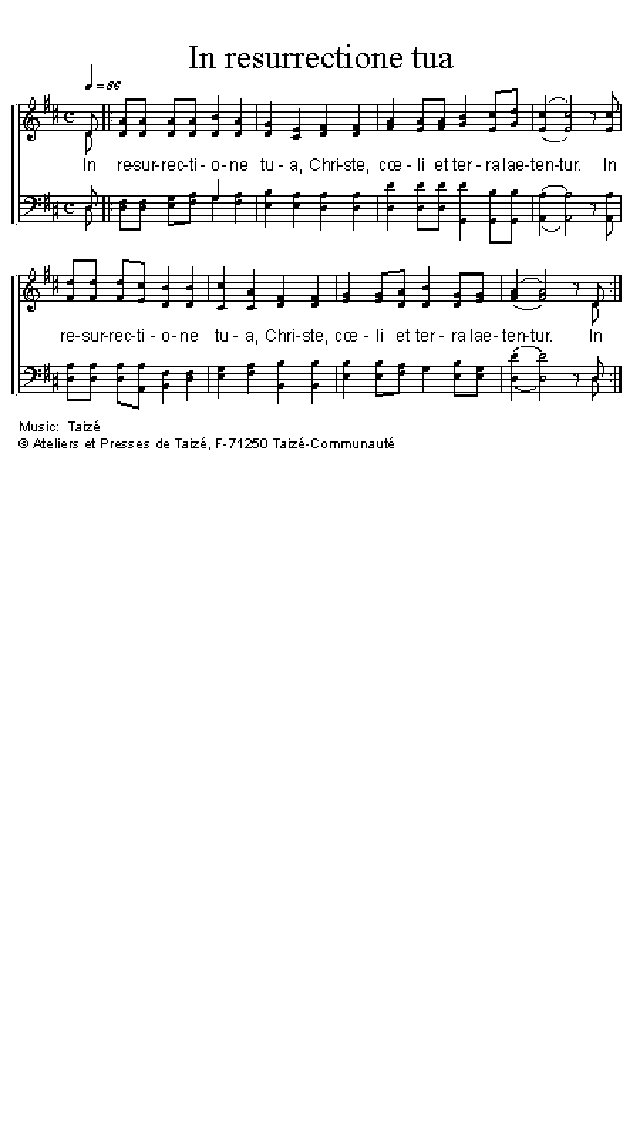 In resurrectione tua
♩ = 66
In re-sur-rec-ti - o - ne tu - a, Chri-ste, cœ - li et ter - ra lae-ten-tur. In
re-sur-rec-ti - o - ne tu - a, Chri-ste, cœ - li et ter - ra lae-ten-tur. In
Music: Taizé
© Ateliers et Presses de Taizé, F-71250 Taizé-Communauté